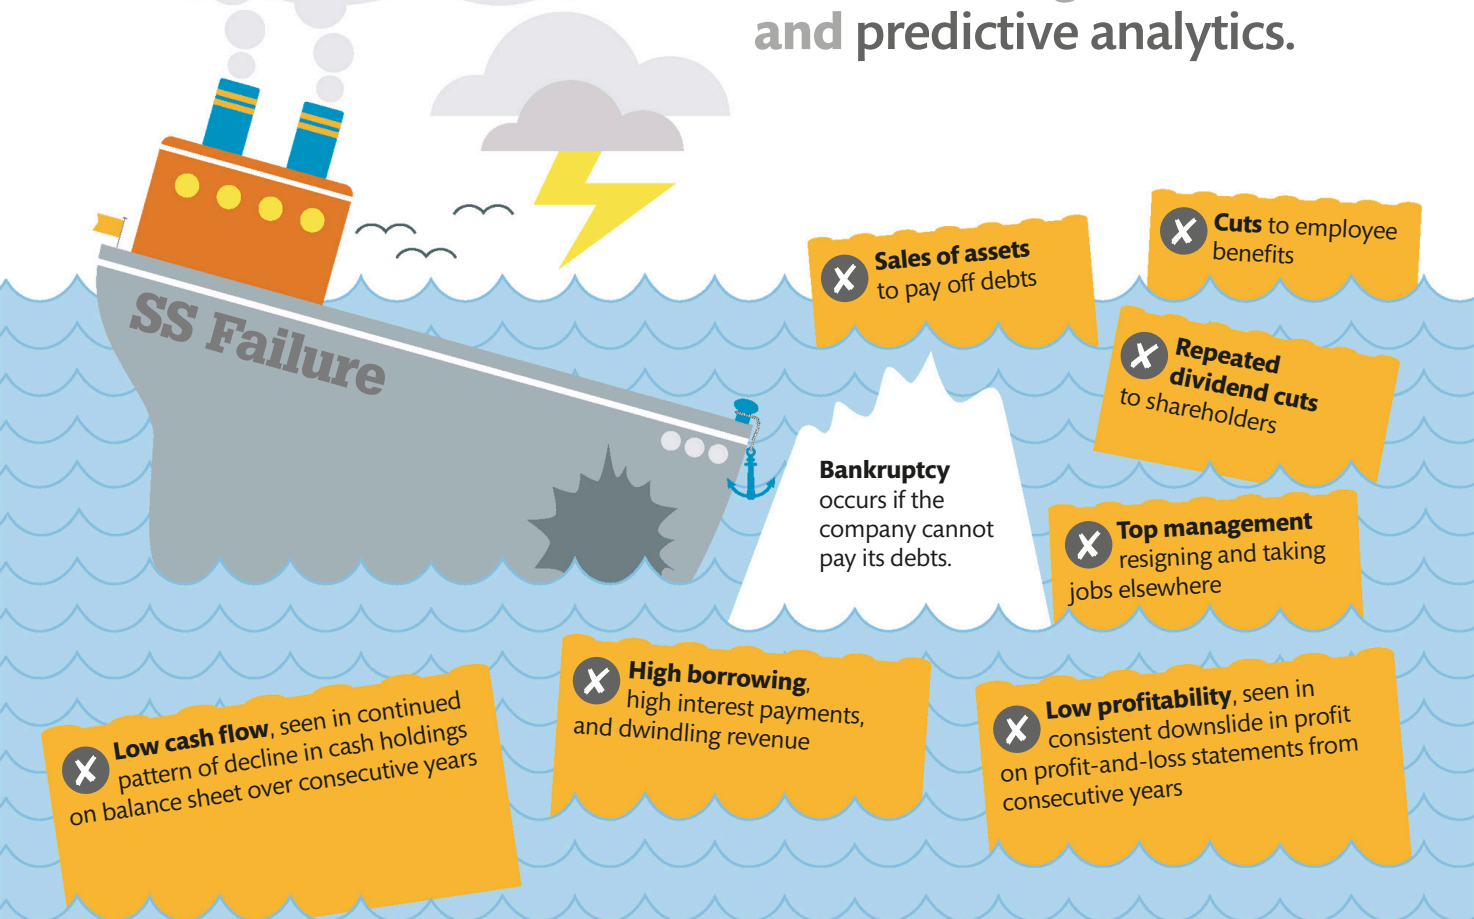 and predictive analytics.
Sales of assets
to pay off debts
Cuts to employee
benefits
SS Failure
Repeated
dividend cuts
to shareholders
Bankruptcy
occurs if the
company cannot
pay its debts.
Top management
resigning and taking
jobs elsewhere
Low cash flow, seen in continued
pattern of decline in cash holdings
on balance sheet over consecutive years
High borrowing,
high interest payments,
and dwindling revenue
Low profitability, seen in
consistent downslide in profit
on profit-and-loss statements from
consecutive years